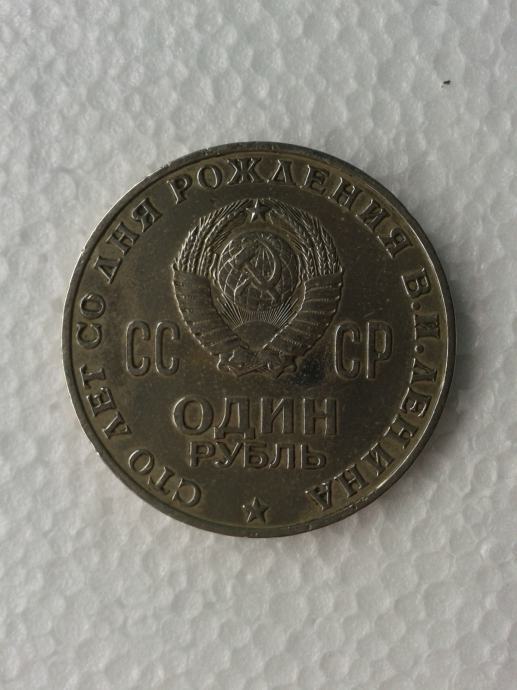 СТО ЛЕТ СО ДНЯ РОЖДЕНИЯ В.И.ЛЕНИНА
СС СР
ОДИН
РУБЛЬ